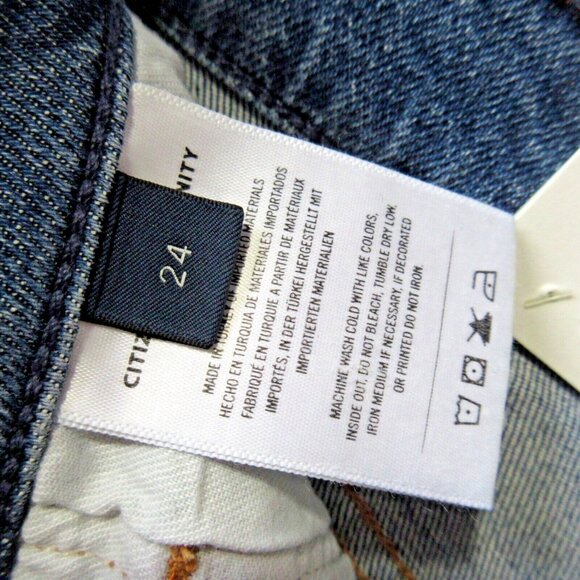 24
CITIZ NITY
MADE IN TURKEY OF IMPORTED MATERIALS
HECHO EN TURQUIA DE MATERIALES IMPORTADOS
FABRIQUÉ EN TURQUIE A PARTIR DE MATÉRIAUX
IMPORTÉS, IN DER TÜRKEI HERGESTELLT MIT
IMPORTIERTEN MATERIALIEN
MACHINE WASH COLD WITH LIKE COLORS,
INSIDE OUT. DO NOT BLEACH, TUMBLE DRY LOW.
IRON MEDIUM IF NECESSARY. IF DECORATED
OR PRINTED DO NOT IRON.